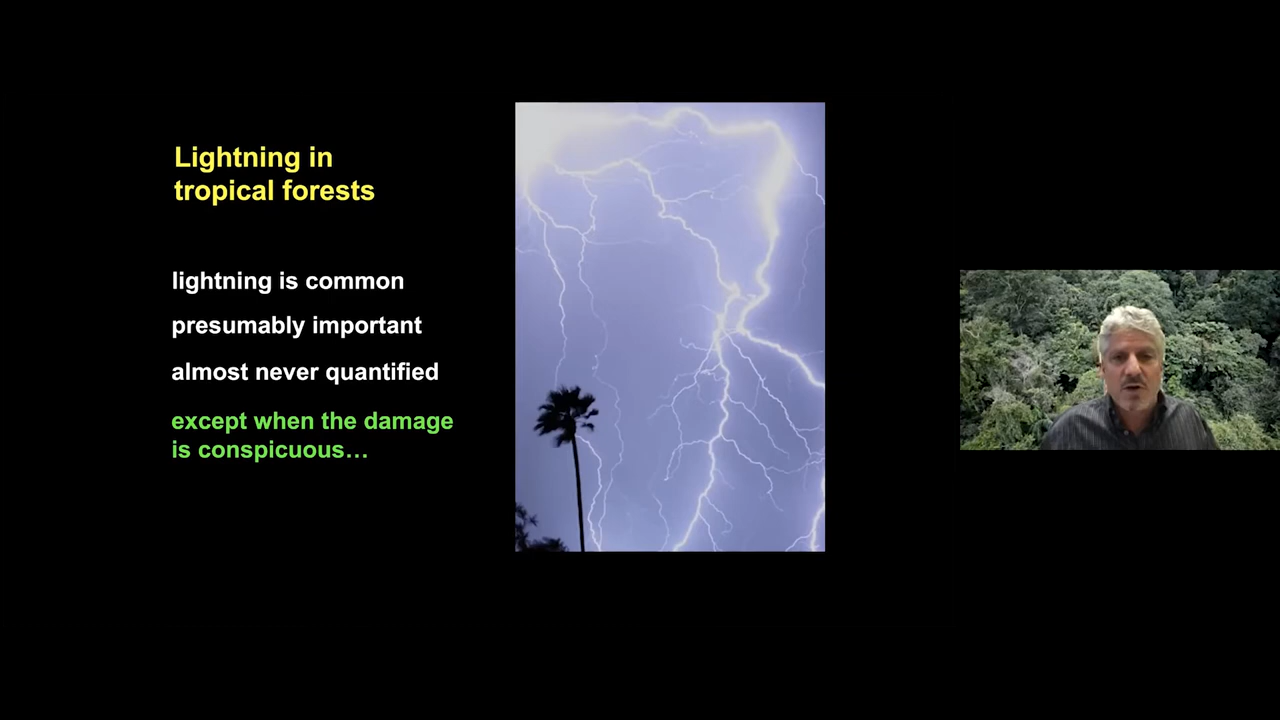 Lightning in
tropical forests
lightning is common
presumably important
almost never quantified
except when the damage
is conspicuous…